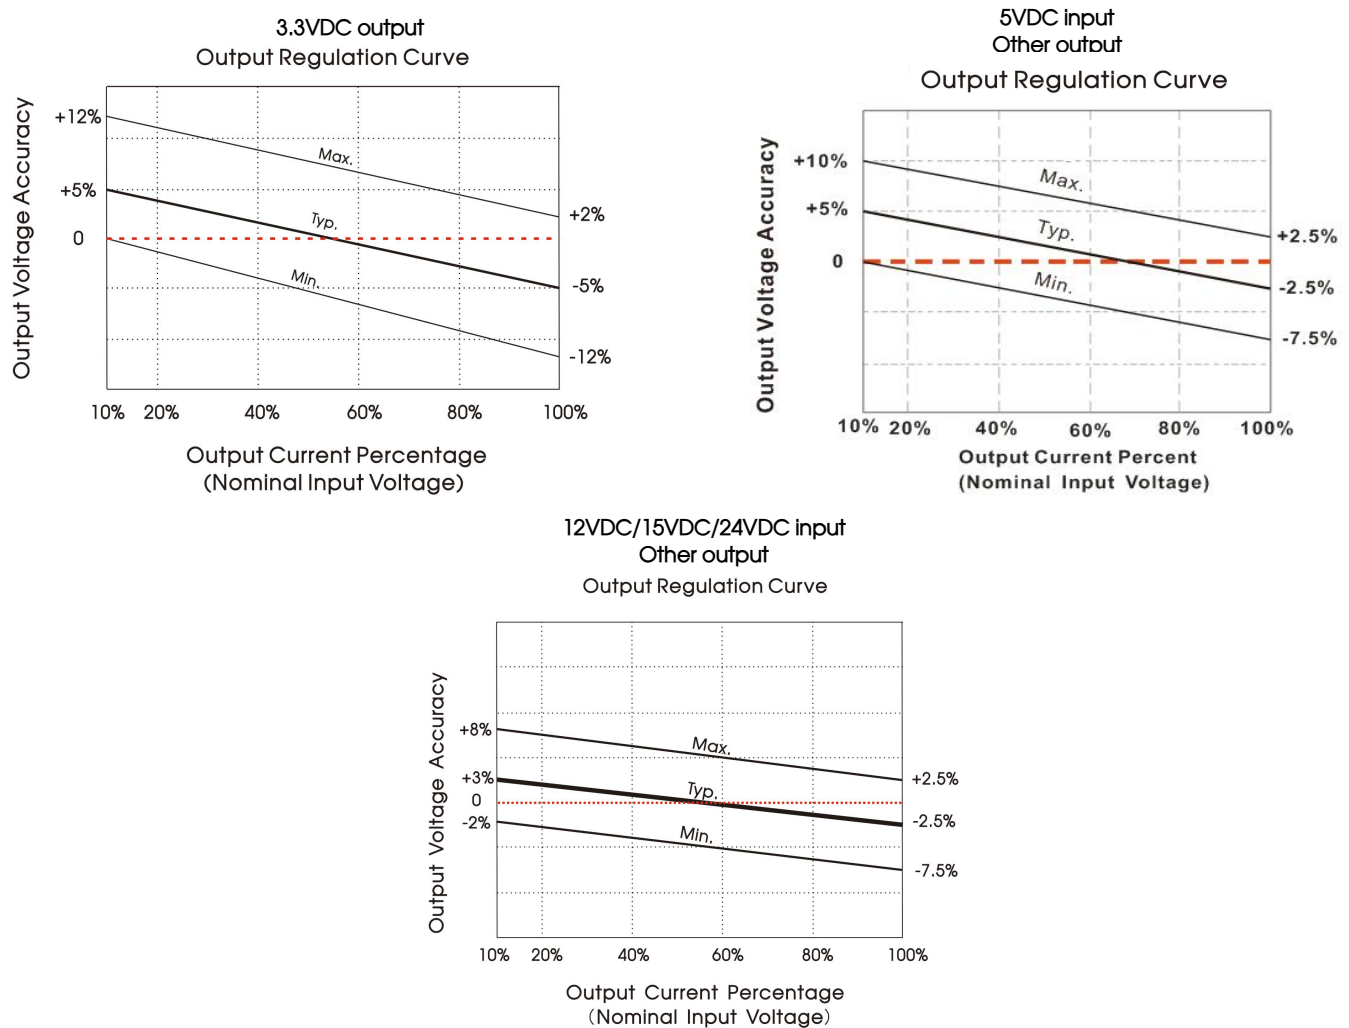 3.3VDC output
Output Regulation Curve
Output Voltage Accuracy
+12%
+5%
0
Max.
Typ.
Min.
+2%
-5%
-12%
10% 20% 40% 60% 80% 100%
Output Current Percentage
(Nominal Input Voltage)
5VDC input
Other output
Output Regulation Curve
Output Voltage Accuracy
+10%
+5%
0
Max.
Typ.
Min.
+2.5%
-2.5%
-7.5%
10% 20% 40% 60% 80% 100%
Output Current Percent
(Nominal Input Voltage)
12VDC/15VDC/24VDC input
Other output
Output Regulation Curve
Output Voltage Accuracy
+8%
+3%
0
-2%
Max.
Typ.
Min.
+2.5%
-2.5%
-7.5%
10% 20% 40% 60% 80% 100%
Output Current Percentage
(Nominal Input Voltage)